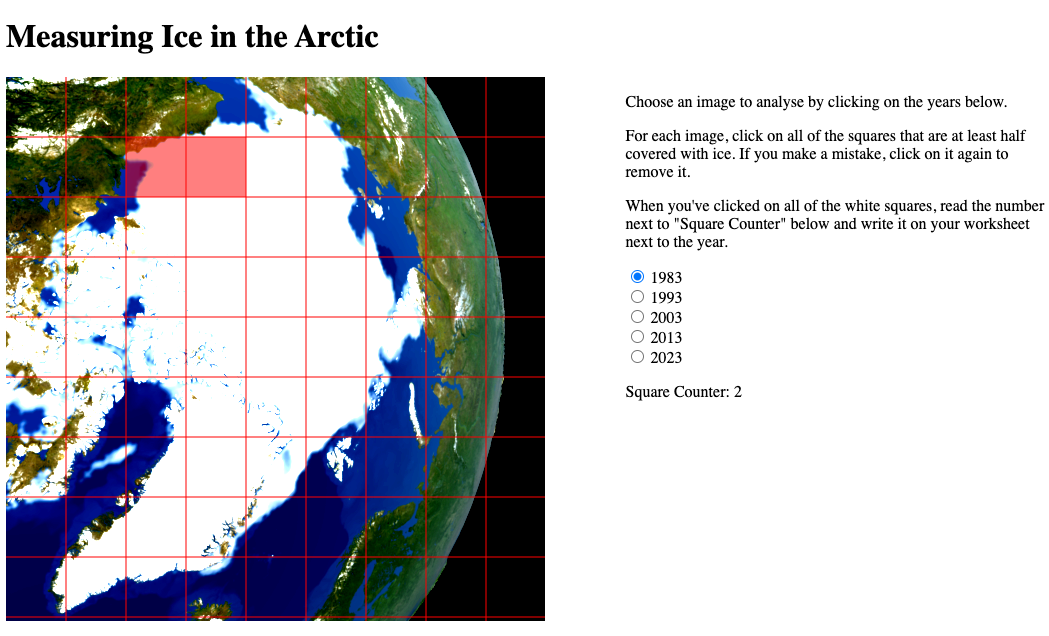 Measuring Ice in the Arctic
Choose an image to analyse by clicking on the years below.
For each image, click on all of the squares that are at least half
covered with ice. If you make a mistake, click on it again to
remove it.
When you've clicked on all of the white squares, read the number
next to "Square Counter" below and write it on your worksheet
next to the year.
1983
1993
2003
2013
2023
Square Counter: 2